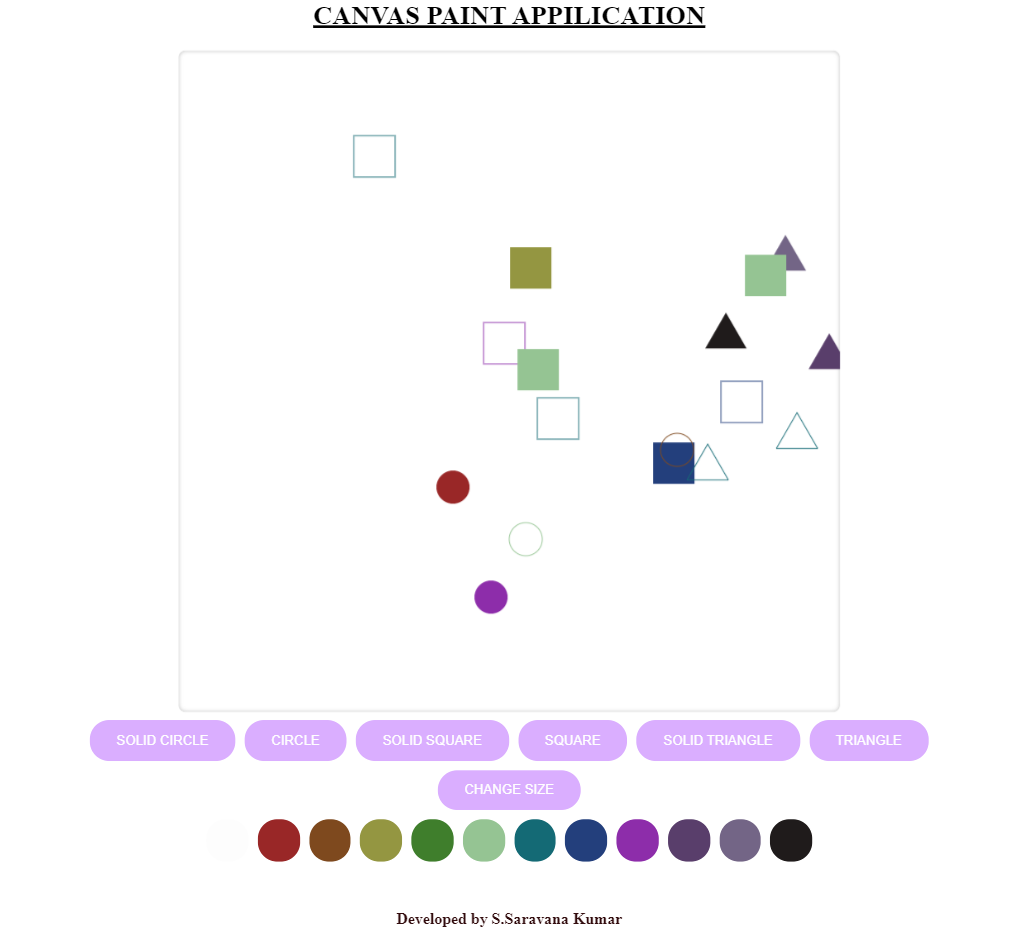 CANVAS PAINT APPILICATION
SOLID CIRCLE CIRCLE SOLID SQUARE SQUARE SOLID TRIANGLE TRIANGLE
CHANGE SIZE
Developed by S.Saravana Kumar